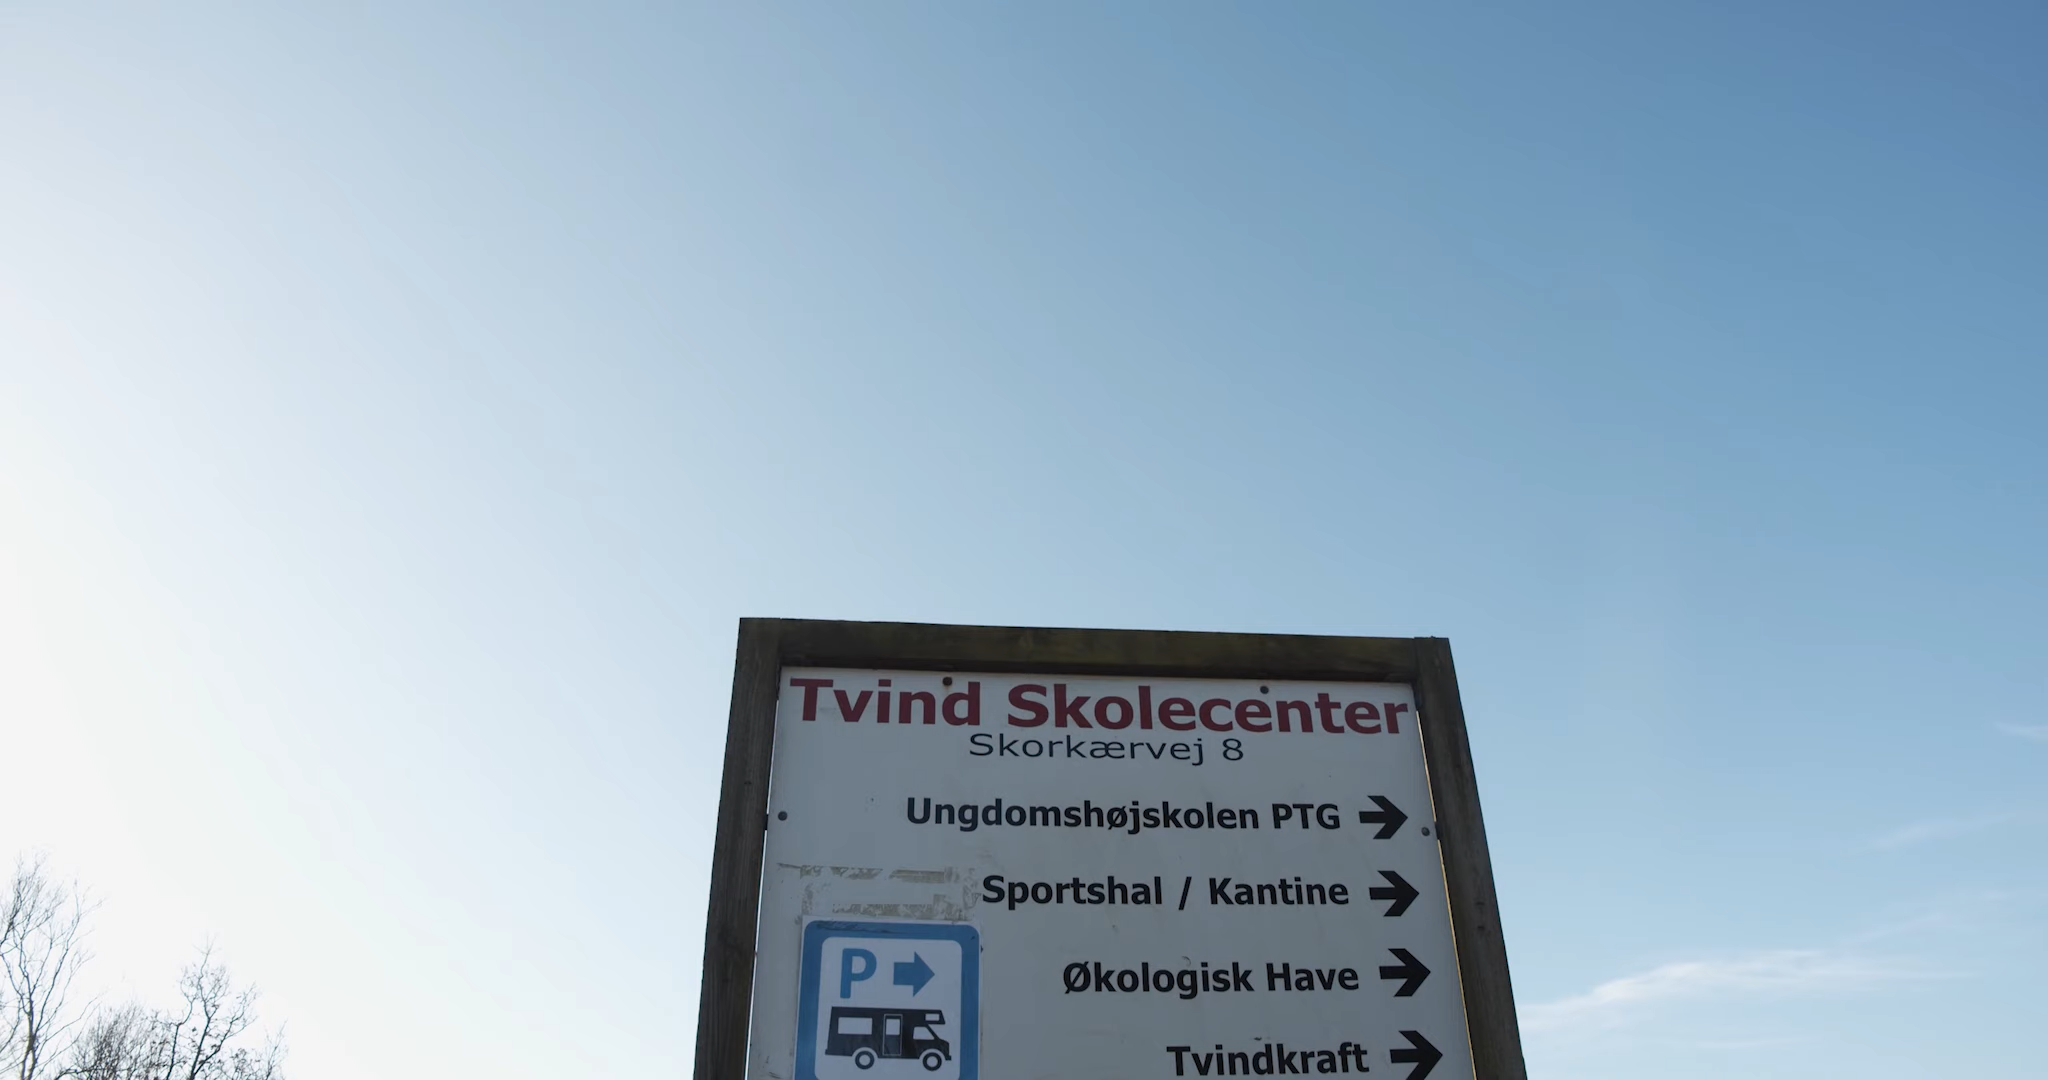 Tvind Skolecenter
Skorkærvej 8
Ungdomshøjskolen PTG
Sportshal / Kantine
P
Økologisk Have
Tvindkraft